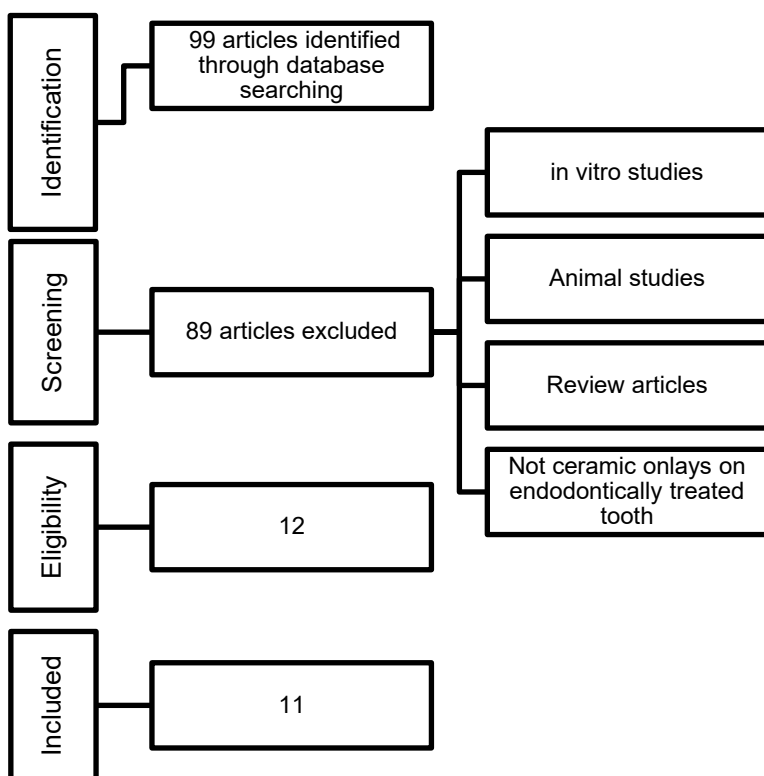 Identification
99 articles identified
through database
searching
Screening
89 articles excluded
in vitro studies
Animal studies
Review articles
Not ceramic onlays on
endodontically treated
tooth
Eligibility
12
Included
11